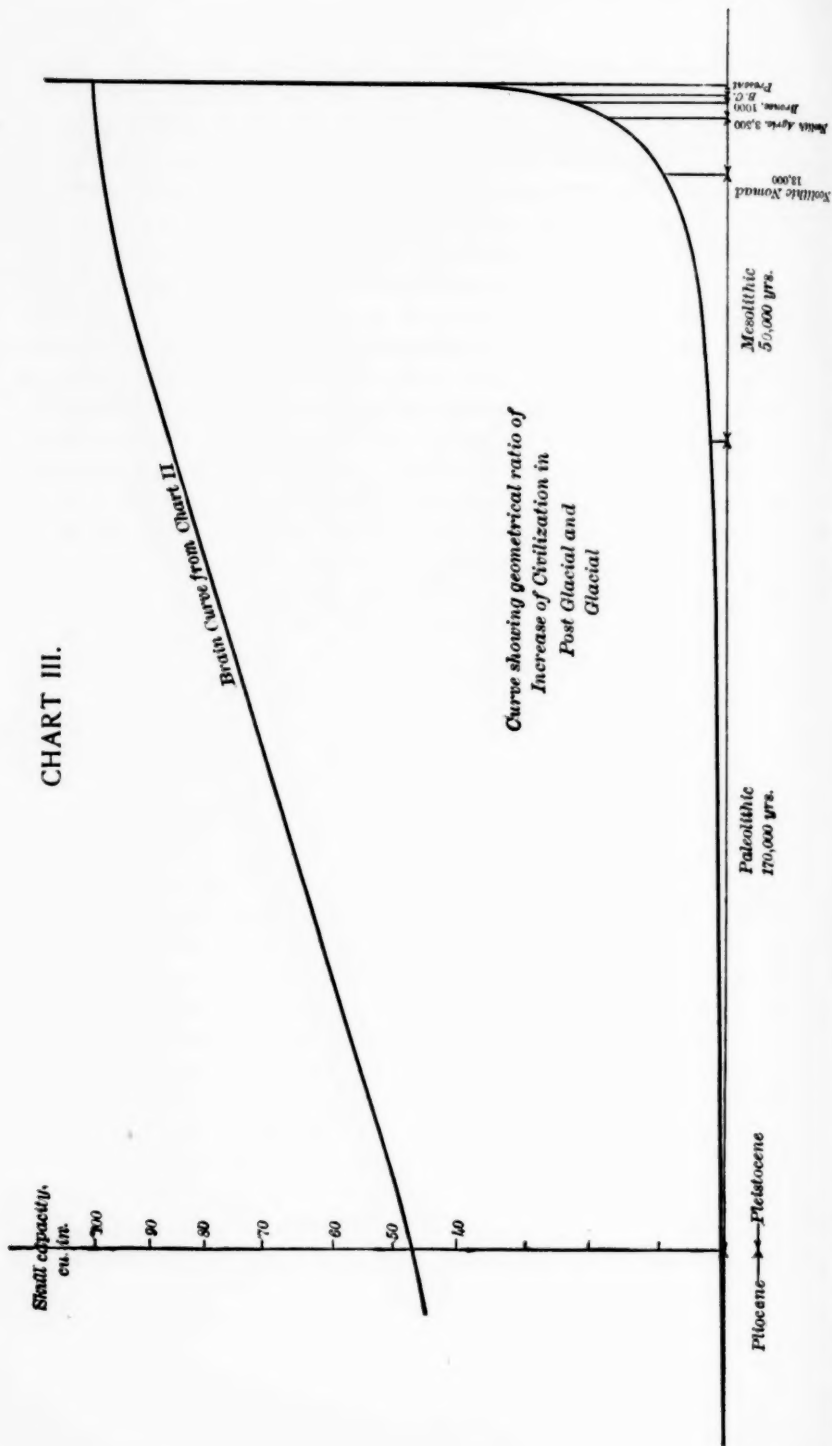 CHART III.
Skull capacity,
cu. in.
100
90
80
70
60
50
40
Brain Curve from Chart II
Curve showing geometrical ratio of
Increase of Civilization in
Post Glacial and
Glacial
Pliocene
Pleistocene
Paleolithic
170,000 yrs.
Mesolithic
50,000 yrs.
Neolithic Nomad
18,000
Neolith Agric. 3,500
Bronze. 1000
B.C.
Present